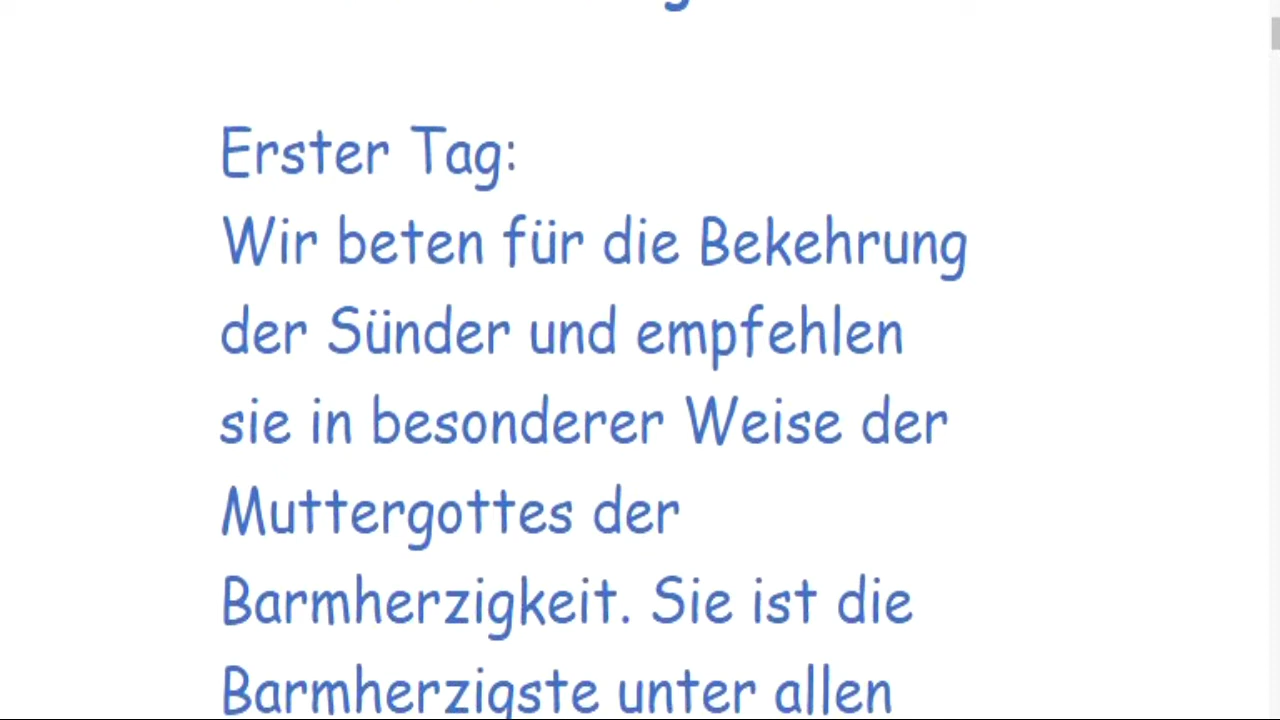 Erster Tag:
Wir beten für die Bekehrung
der Sünder und empfehlen
sie in besonderer Weise der
Muttergottes der
Barmherzigkeit. Sie ist die
Barmherzigste unter allen